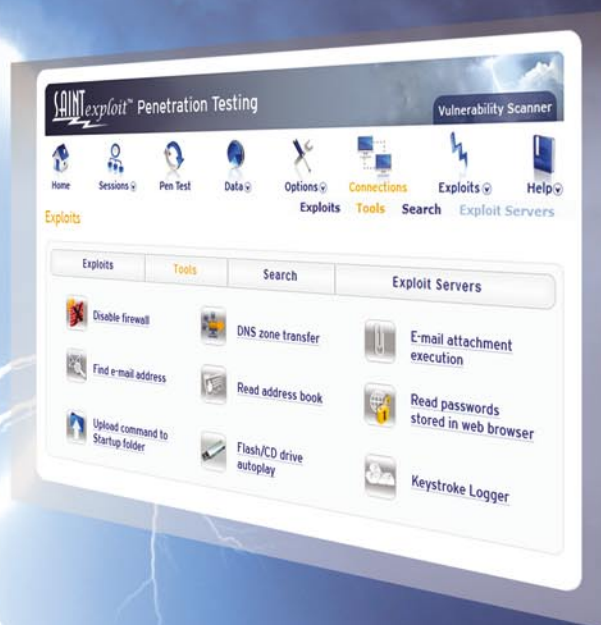 SAINTexploit™ Penetration Testing
Vulnerability Scanner
Home
Sessions
Pen Test
Data
Options
Connections
Exploits
Help
Exploits Tools Search Exploit Servers
Exploits
Exploits Tools Search Exploit Servers
Disable firewall
DNS zone transfer
E-mail attachment
execution
Find e-mail address
Read address book
Read passwords
stored in web browser
Upload command to
Startup folder
Flash/CD drive
autoplay
Keystroke Logger